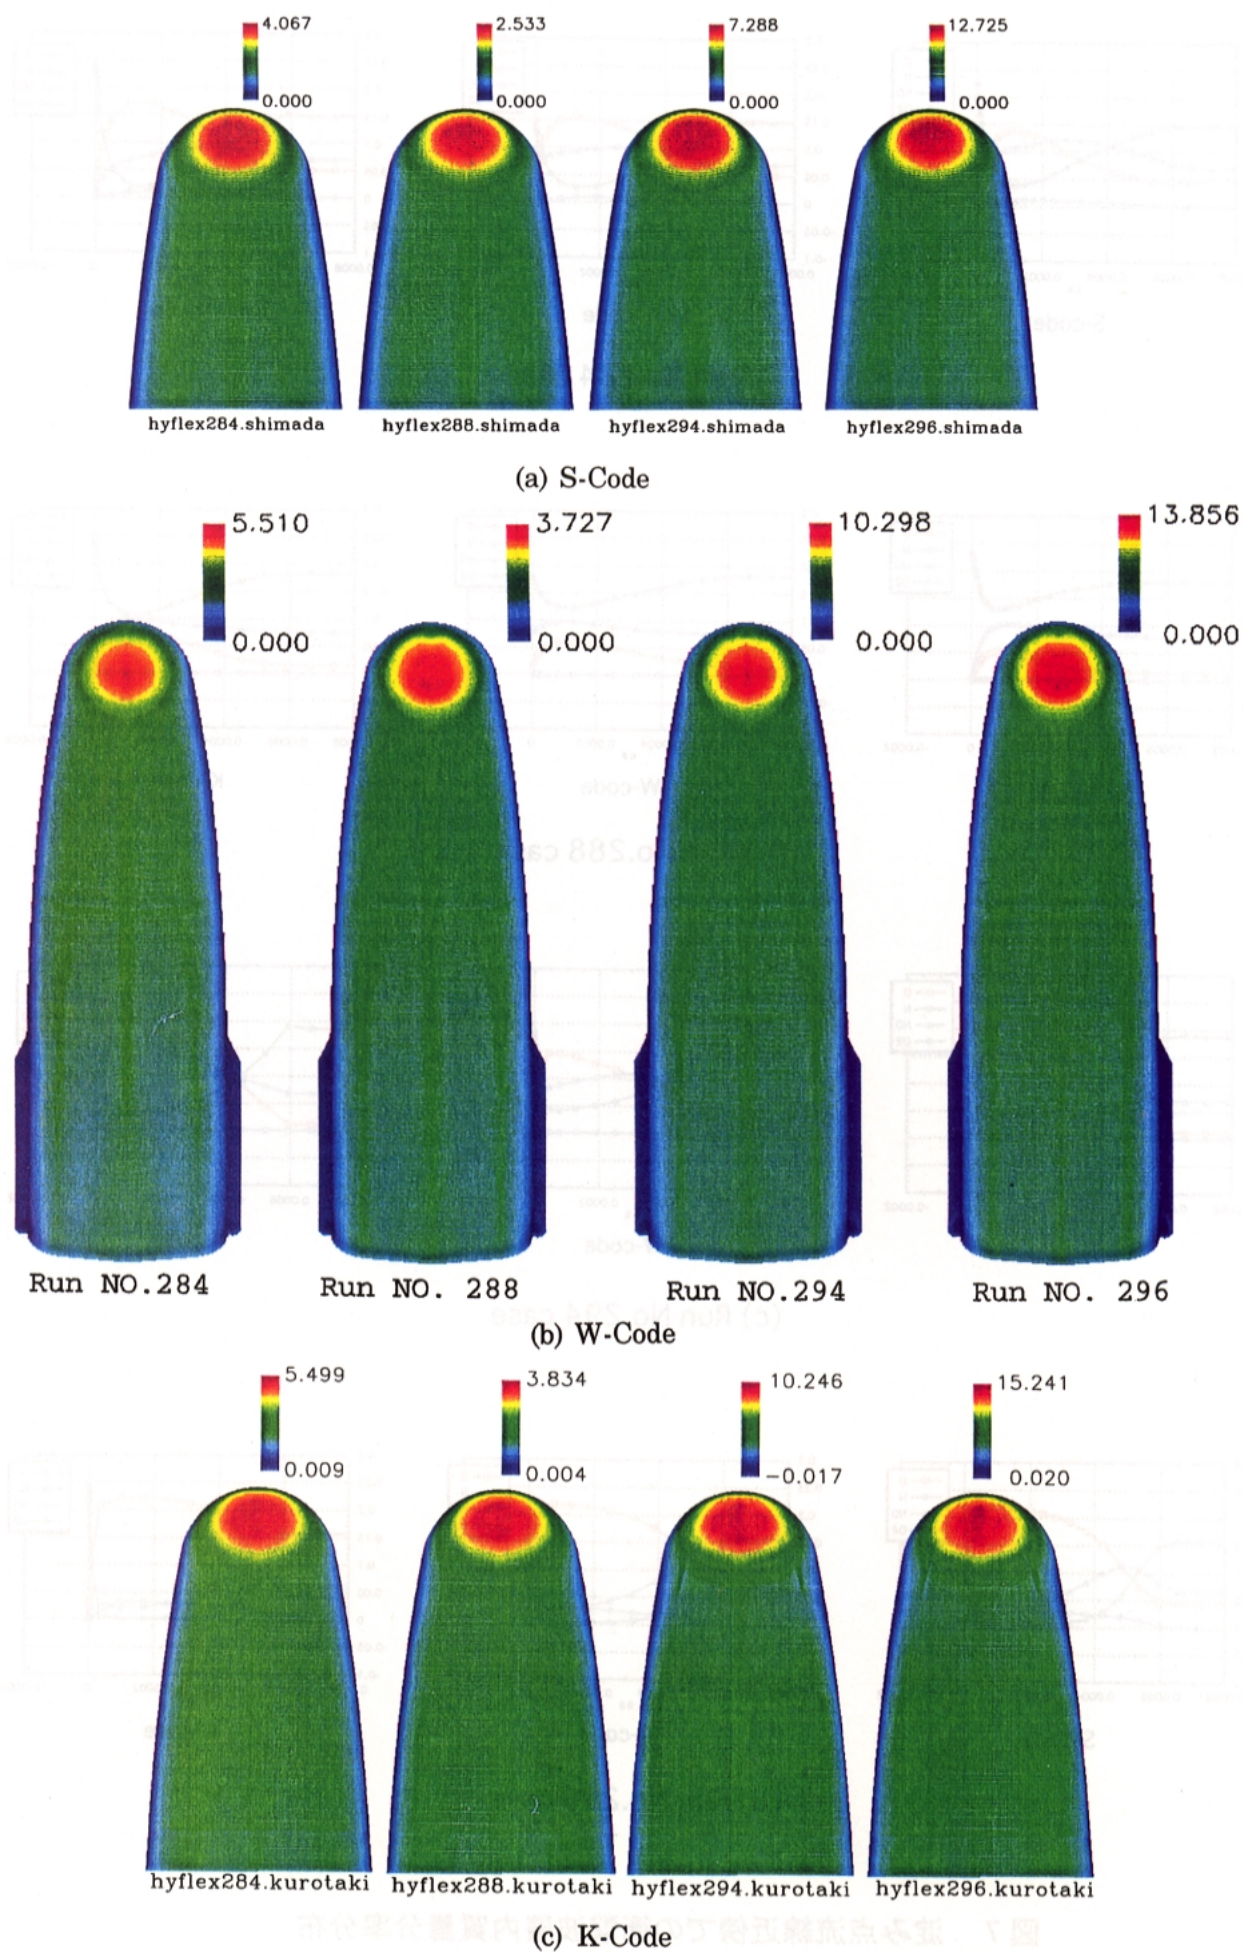 4.067
0.000
2.533
0.000
7.288
0.000
12.725
0.000
hyflex284.shimada
hyflex288.shimada
hyflex294.shimada
hyflex296.shimada
(a) S-Code
5.510
0.000
3.727
0.000
10.298
0.000
13.856
0.000
Run NO.284
Run NO. 288
Run NO.294
Run NO. 296
(b) W-Code
5.499
0.009
3.834
0.004
10.246
-0.017
15.241
0.020
hyflex284.kurotaki
hyflex288.kurotaki
hyflex294.kurotaki
hyflex296.kurotaki
(c) K-Code